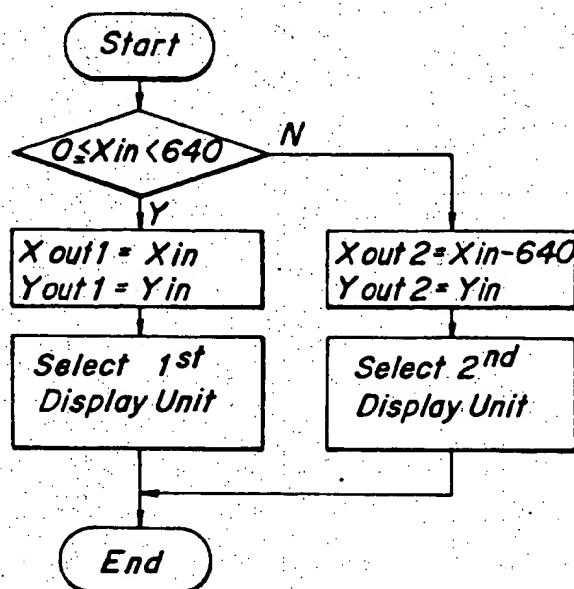 Start
0≤Xin<640
N
Y
Xout1 = Xin
Yout1 = Yin
Xout2=Xin-640
Yout2=Yin
Select 1st
Display Unit
Select 2nd
Display Unit
End